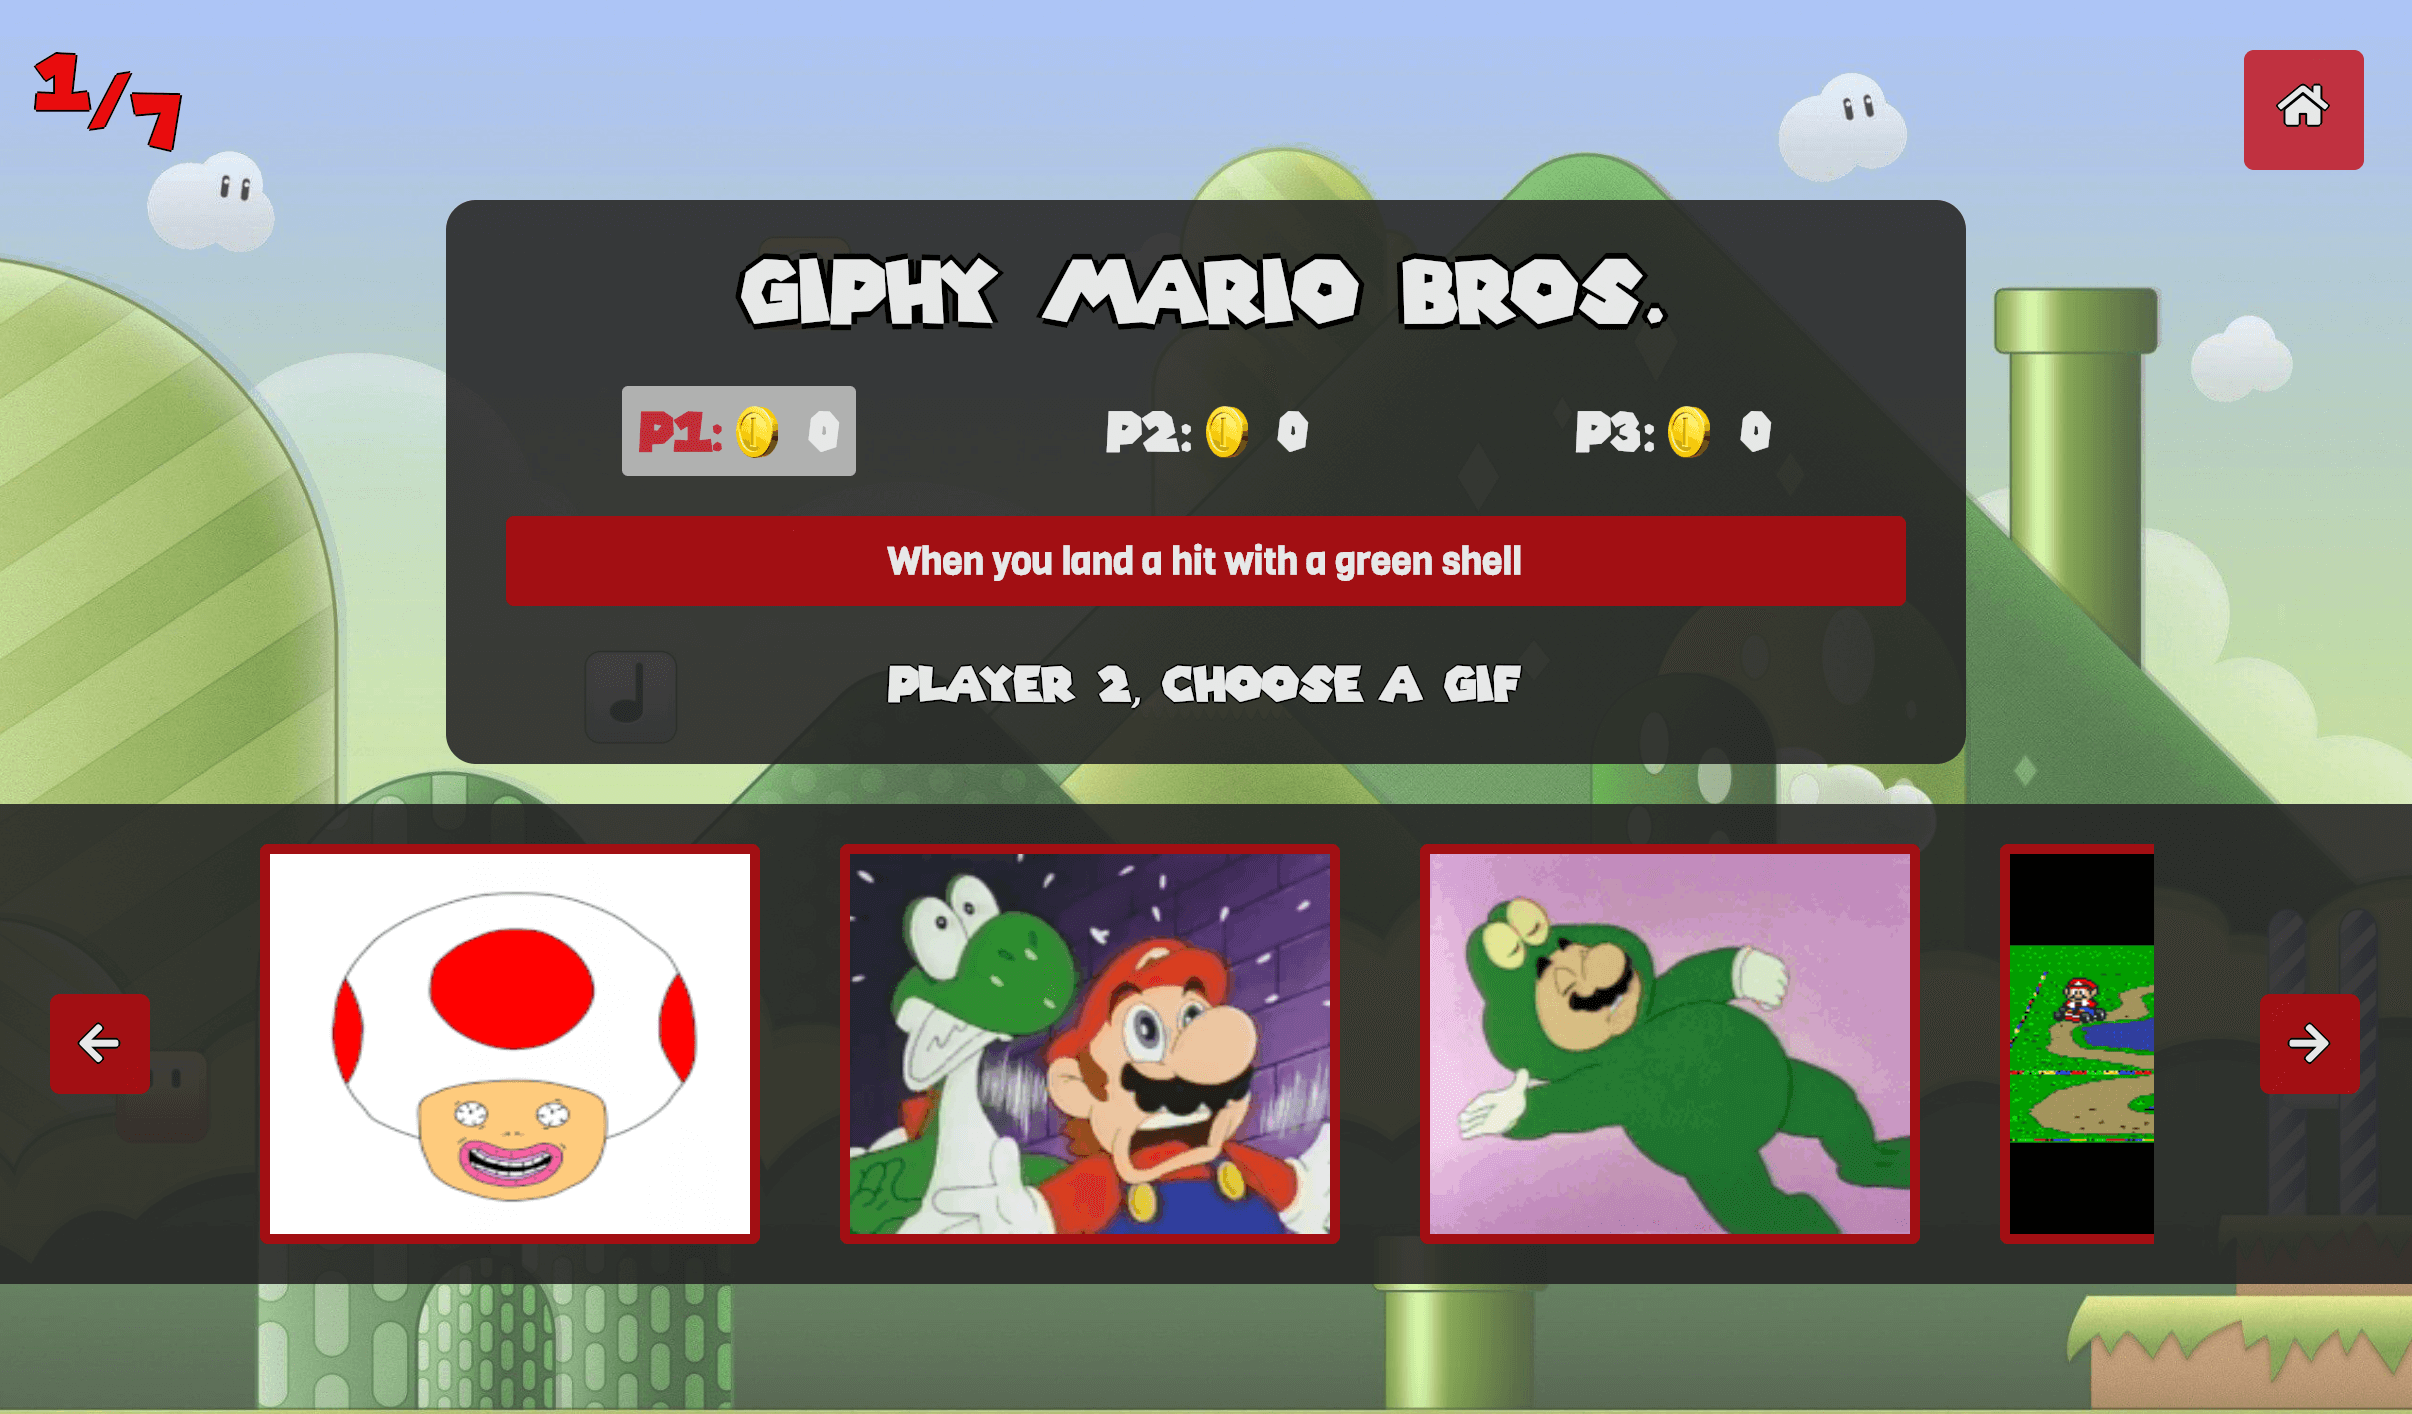 1/7
GIPHY MARIO BROS.
P1: 0
P2: 0
P3: 0
When you land a hit with a green shell
PLAYER 2, CHOOSE A GIF